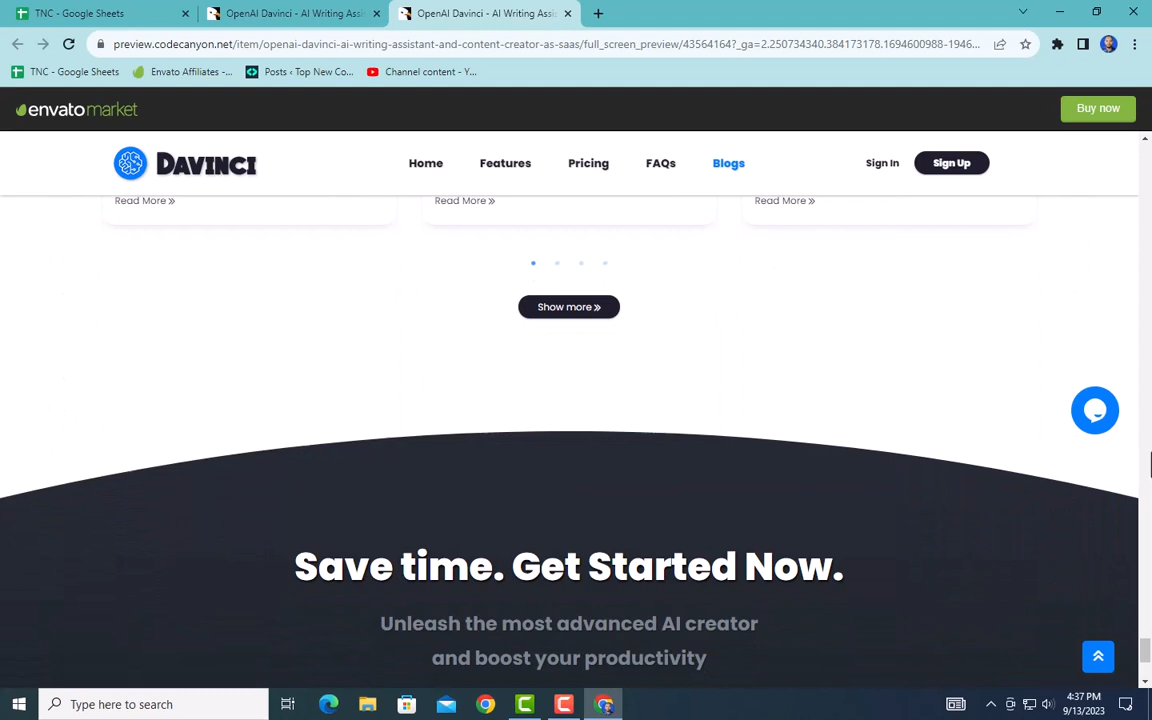 TNC - Google Sheets
OpenAI Davinci - AI Writing Assis
OpenAI Davinci - AI Writing Assis
preview.codecanyon.net/item/openai-davinci-ai-writing-assistant-and-content-creator-as-saas/full_screen_preview/43564164?_ga=2.250734340.384173178.1694600988-1946...
TNC - Google Sheets
Envato Affiliates -...
Posts ‹ Top New Co...
Channel content - Y...
envatomarket
Buy now
DAVINCI
Home
Features
Pricing
FAQs
Blogs
Sign In
Sign Up
Read More »
Read More »
Read More »
Show more »
Save time. Get Started Now.
Unleash the most advanced AI creator
and boost your productivity
Type here to search
4:37 PM
9/13/2023